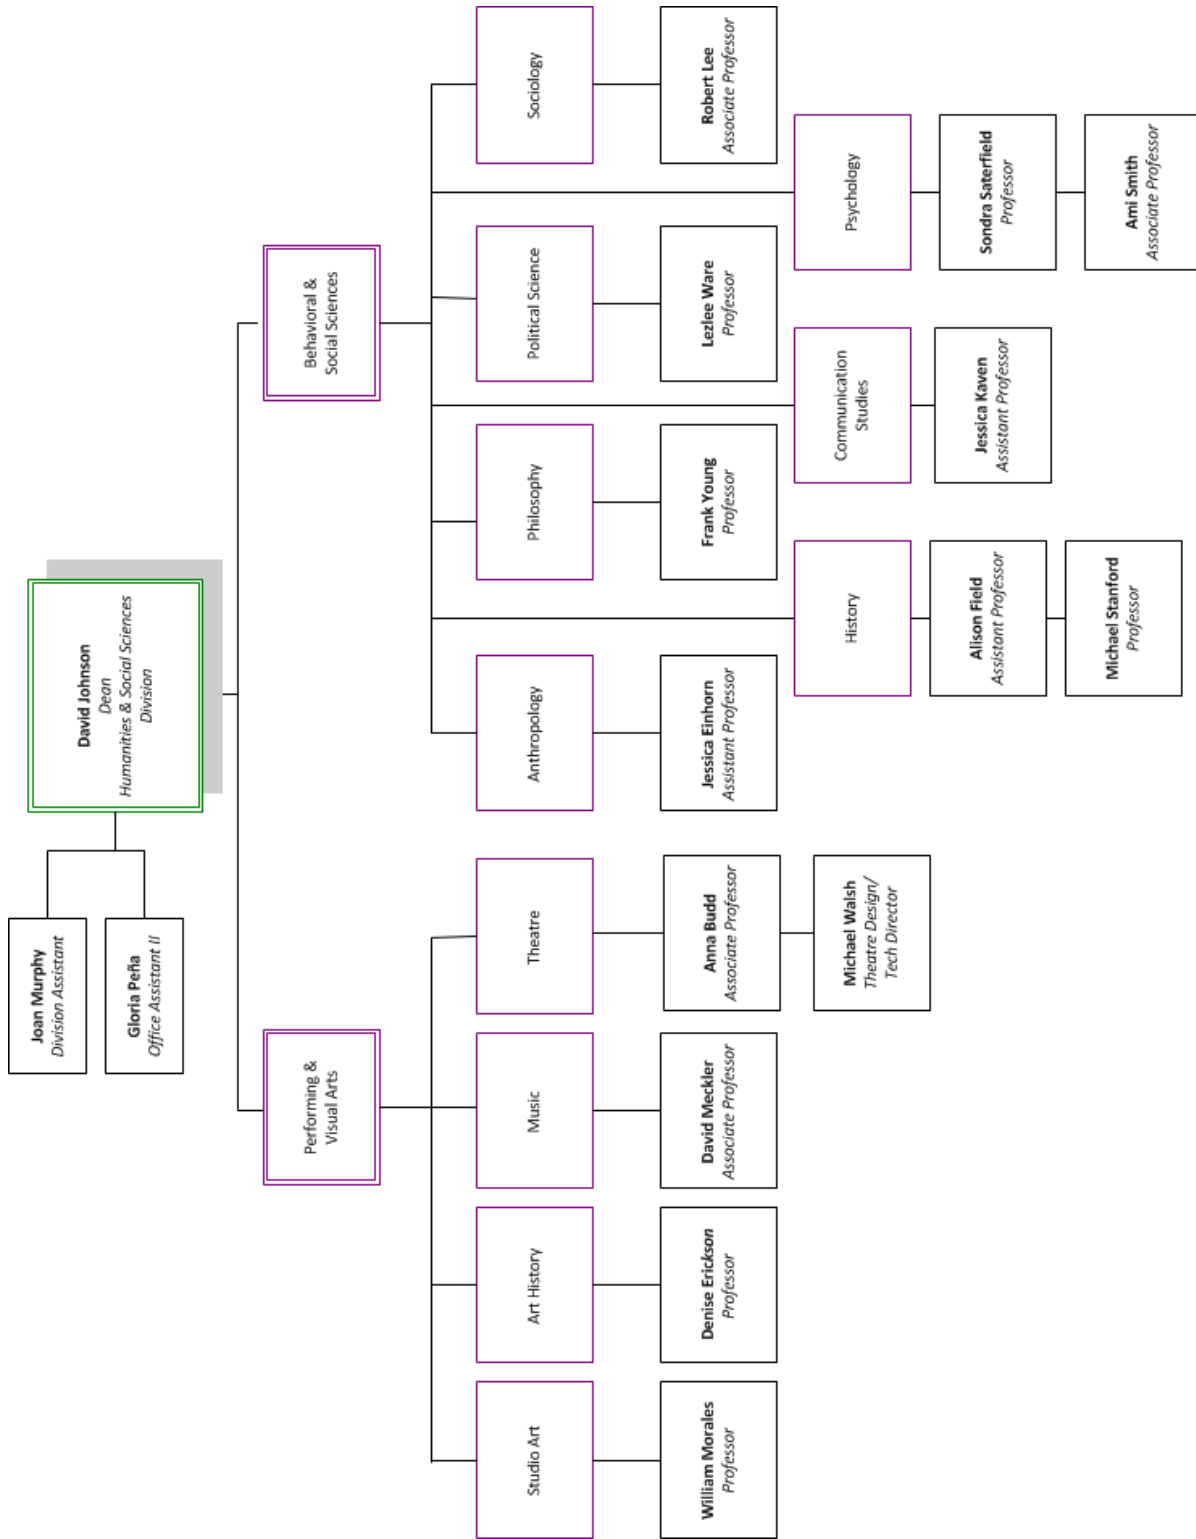 David Johnson
Dean
Humanities & Social Sciences
Division
Joan Murphy
Division Assistant
Gloria Peña
Office Assistant II
Performing &
Visual Arts
Behavioral &
Social Sciences
Studio Art
Art History
Music
Theatre
Anthropology
Philosophy
Political Science
Sociology
William Morales
Professor
Denise Erickson
Professor
David Meckler
Associate Professor
Anna Budd
Associate Professor
Michael Walsh
Theatre Design/
Tech Director
Jessica Einhorn
Assistant Professor
Frank Young
Professor
Lezlee Ware
Professor
Robert Lee
Associate Professor
History
Communication
Studies
Psychology
Alison Field
Assistant Professor
Michael Stanford
Professor
Jessica Kaven
Assistant Professor
Sondra Saterfield
Professor
Ami Smith
Associate Professor